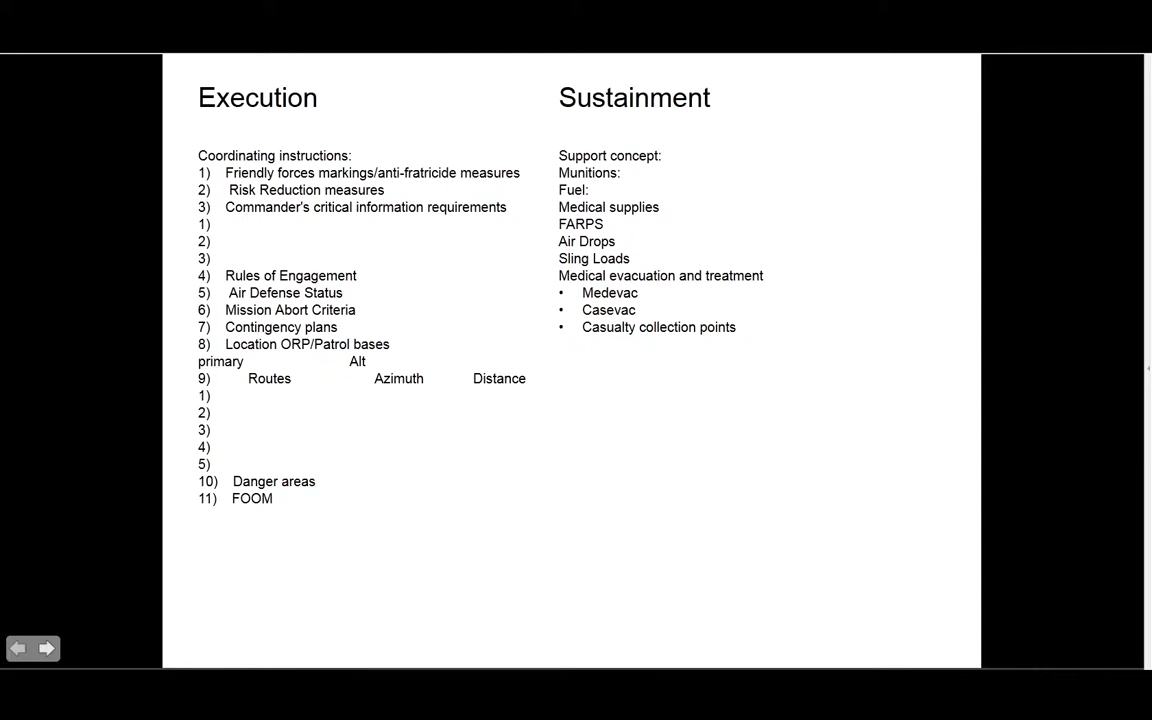 Execution
Coordinating instructions:
1) Friendly forces markings/anti-fratricide measures
2) Risk Reduction measures
3) Commander's critical information requirements
1)
2)
3)
4) Rules of Engagement
5) Air Defense Status
6) Mission Abort Criteria
7) Contingency plans
8) Location ORP/Patrol bases
primary Alt
9) Routes Azimuth Distance
1)
2)
3)
4)
5)
10) Danger areas
11) FOOM
Sustainment
Support concept:
Munitions:
Fuel:
Medical supplies
FARPS
Air Drops
Sling Loads
Medical evacuation and treatment
• Medevac
• Casevac
• Casualty collection points